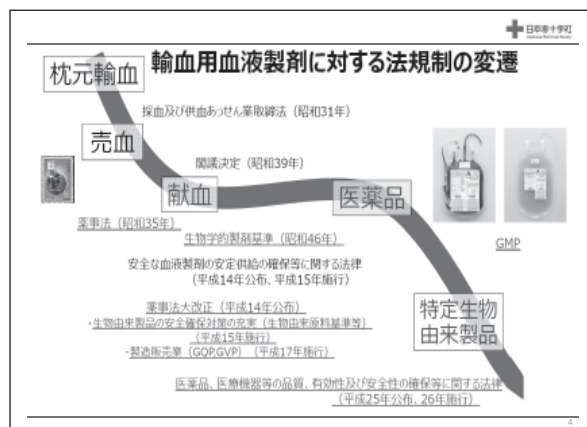 日本赤十字社
輸血用血液製剤に対する法規制の変遷
枕元輸血
採血及び供血あっせん業取締法（昭和31年）
売血
閣議決定（昭和39年）
献血
医薬品
薬事法（昭和35年）
生物学的製剤基準（昭和46年）
GMP
安全な血液製剤の安定供給の確保等に関する法律
（平成14年公布、平成15年施行）
薬事法大改正（平成14年公布）
・生物由来製品の安全確保対策の充実（生物由来原料基準等）
（平成15年施行）
・製造販売業（GQP,GVP）（平成17年施行）
特定生物
由来製品
医薬品、医療機器等の品質、有効性及び安全性の確保等に関する法律
（平成25年公布、26年施行）
4